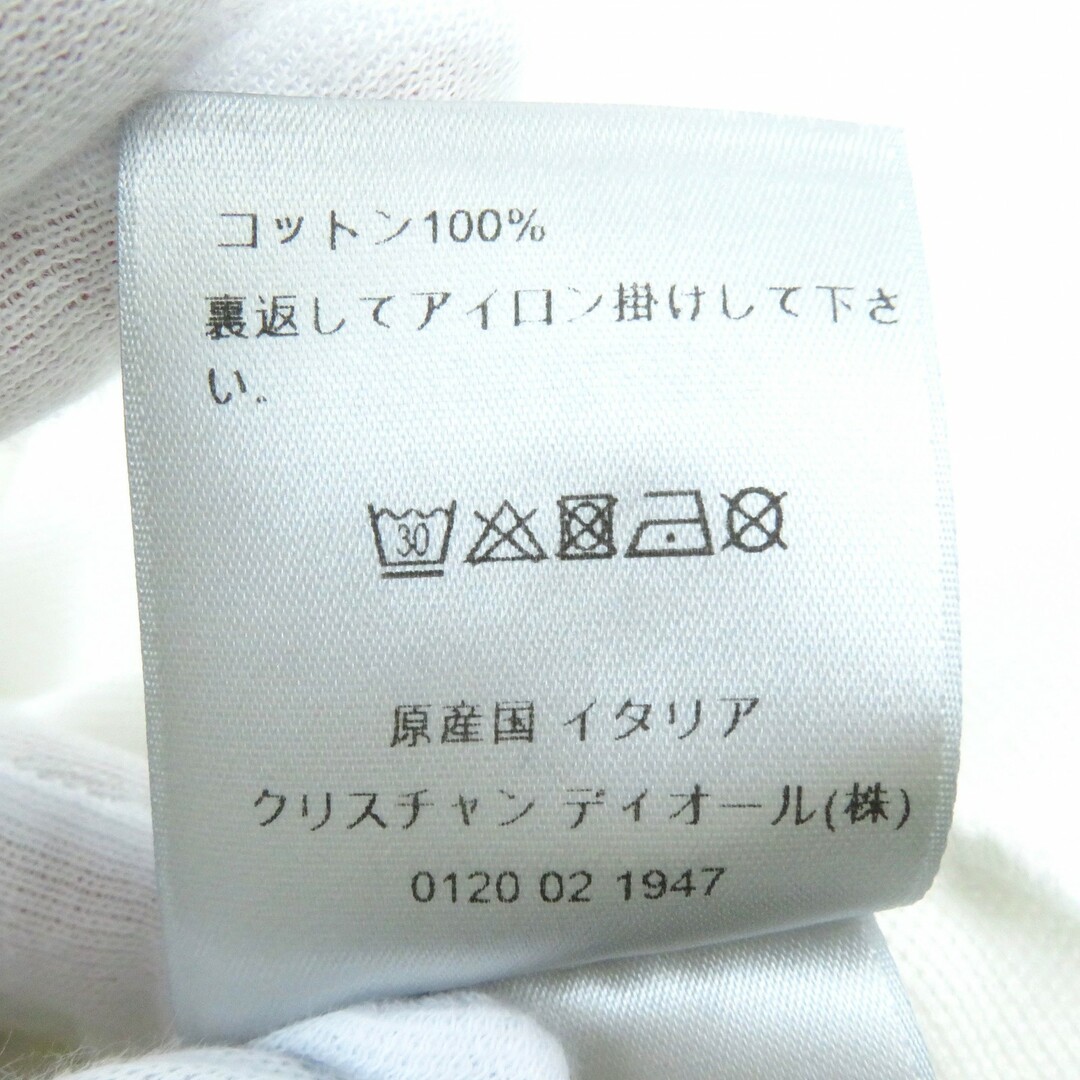 コットン100%
裏返してアイロン掛けして下さ
い.
30
原産国 イタリア
クリスチャン ディオール(株)
0120 02 1947